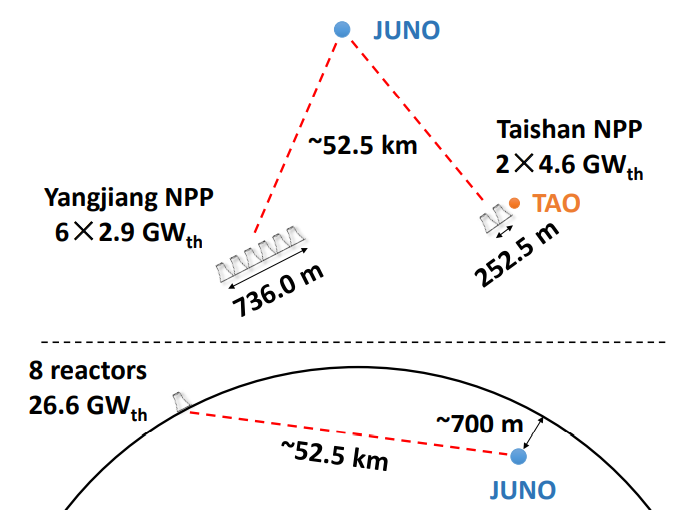 JUNO
~52.5 km
Taishan NPP
2×4.6 GWth
TAO
Yangjiang NPP
6×2.9 GWth
736.0 m
252.5 m
8 reactors
26.6 GWth
~700 m
~52.5 km
JUNO